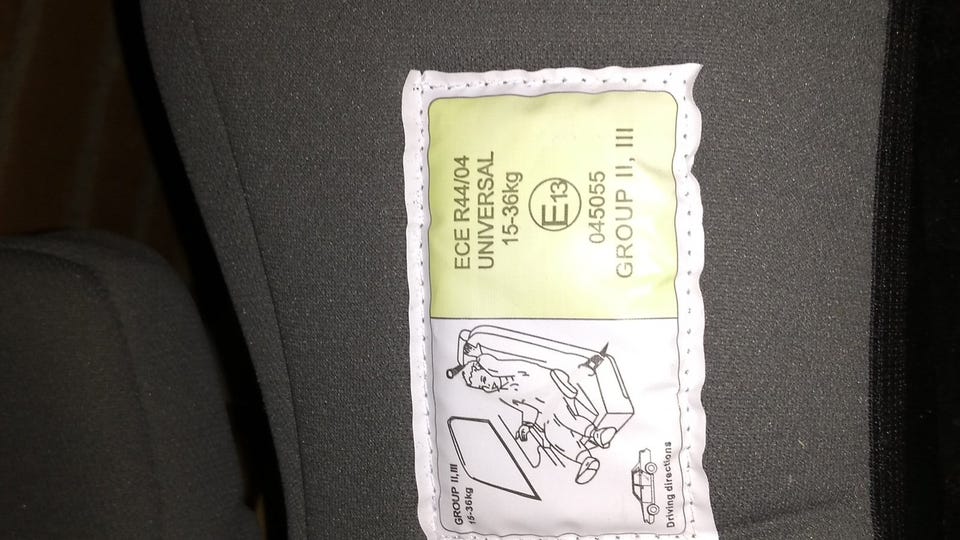 ECE R44/04
UNIVERSAL
15-36kg
E13
045055
GROUP II, III
GROUP II,III
15-36kg
Driving directions